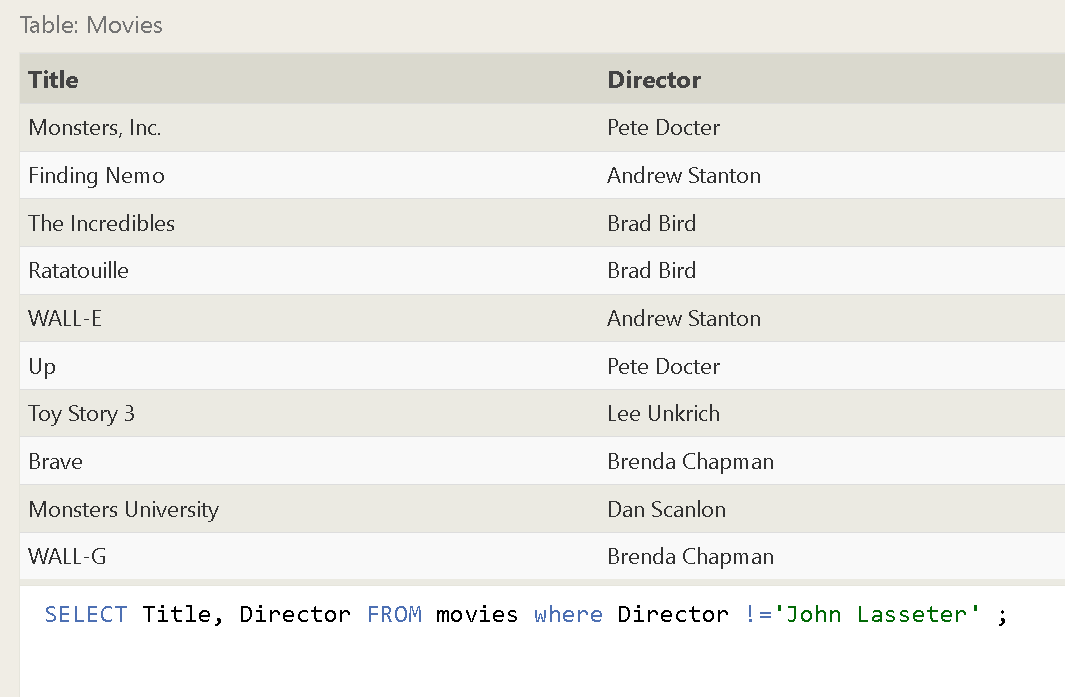 Table: Movies
Title Director
Monsters, Inc. Pete Docter
Finding Nemo Andrew Stanton
The Incredibles Brad Bird
Ratatouille Brad Bird
WALL-E Andrew Stanton
Up Pete Docter
Toy Story 3 Lee Unkrich
Brave Brenda Chapman
Monsters University Dan Scanlon
WALL-G Brenda Chapman
SELECT Title, Director FROM movies where Director !='John Lasseter' ;